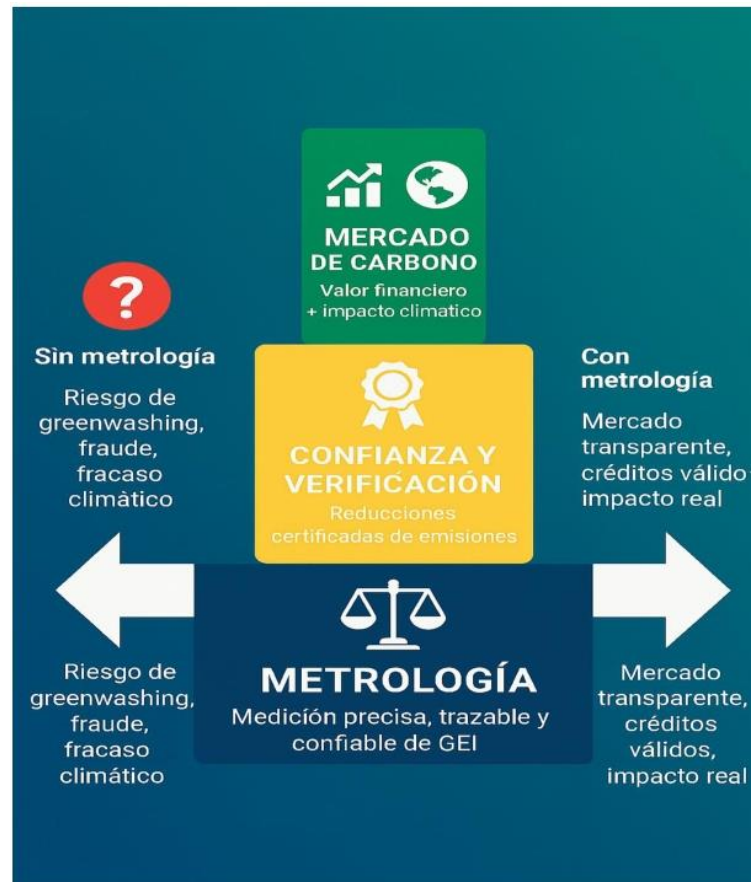 MERCADO
DE CARBONO
Valor financiero
+ impacto climatico
?
Sin metrología
Riesgo de
greenwashing,
fraude,
fracaso
climàtico
CONFIANZA Y
VERIFICACIÓN
Reducciones
certificadas de emisiones
Con
metrología
Mercado
transparente,
créditos válido
impacto real
METROLOGÍA
Medición precisa, trazable y
confiable de GEI
Riesgo de
greenwashing,
fraude,
fracaso
climático
Mercado
transparente,
créditos
válidos,
impacto real